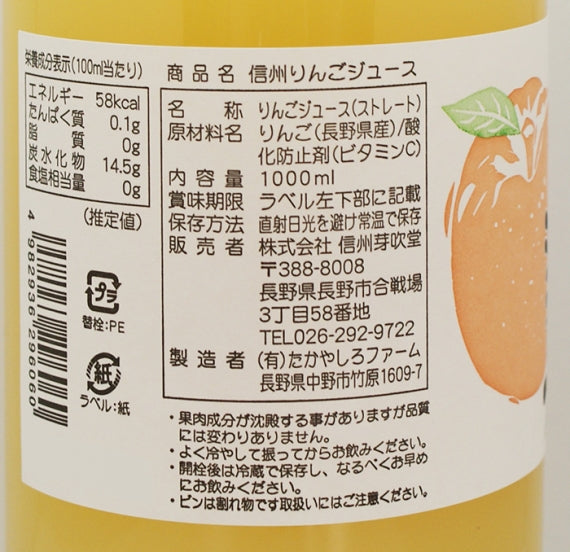 栄養成分表示(100ml当たり)
エネルギー 58kcal
たんぱく質 0.1g
脂質 0g
炭水化物 14.5g
食塩相当量 0g
(推定値)
4 982936 296060
プラ
替栓:PE
紙
ラベル:紙
商品名 信州りんごジュース
名称 りんごジュース(ストレート)
原材料名 りんご(長野県産)/酸
化防止剤(ビタミンC)
内容量 1000ml
賞味期限 ラベル左下部に記載
保存方法 直射日光を避け常温で保存
販売者 株式会社 信州芽吹堂
〒388-8008
長野県長野市合戦場
3丁目58番地
TEL026-292-9722
製造者 (有)たかやしろファーム
長野県中野市竹原1609-7
・果肉成分が沈殿する事がありますが品質
には変わりありません。
・よく冷やして振ってからお飲みください。
・開栓後は冷蔵で保存し、なるべくお早め
にお飲みください。
・ビンは割れ物です取扱いにはご注意ください。